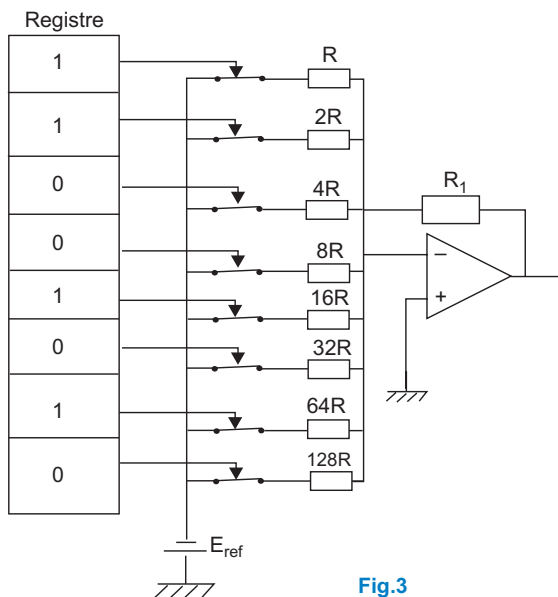 Registre
1
R
1
2R
0
4R
R₁
0
8R
1
16R
0
32R
1
64R
0
128R
−
+
E_ref
Fig.3